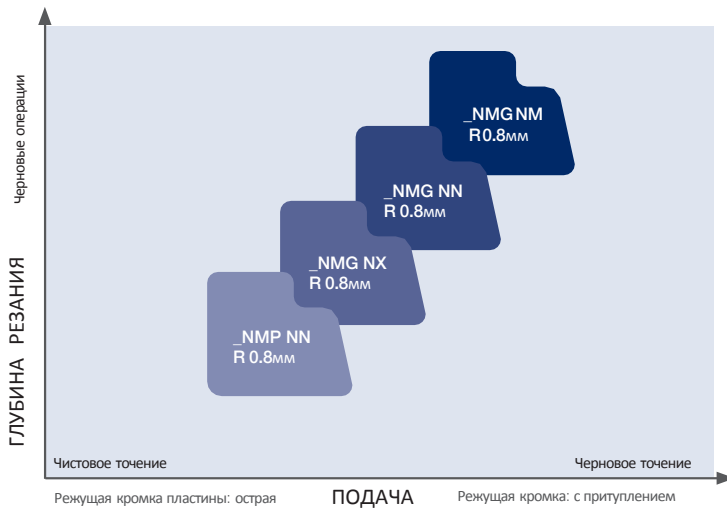 Черновые операции
ГЛУБИНА РЕЗАНИЯ
_NMG NM
R0.8мм
_NMG NN
R 0.8мм
_NMG NX
R 0.8мм
_NMP NN
R 0.8мм
Чистовое точение
Черновое точение
Режущая кромка пластины: острая
ПОДАЧА
Режущая кромка: с притуплением